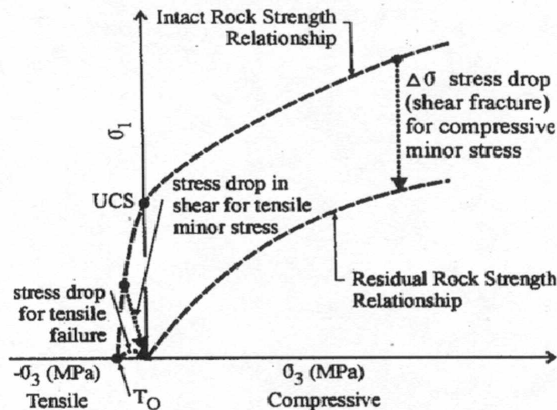 Intact Rock Strength
Relationship
σ1
Δσ stress drop
(shear fracture)
for compressive
minor stress
UCS
stress drop in
shear for tensile
minor stress
stress drop
for tensile
failure
Residual Rock Strength
Relationship
-σ3 (MPa)
TO
σ3 (MPa)
Tensile
Compressive